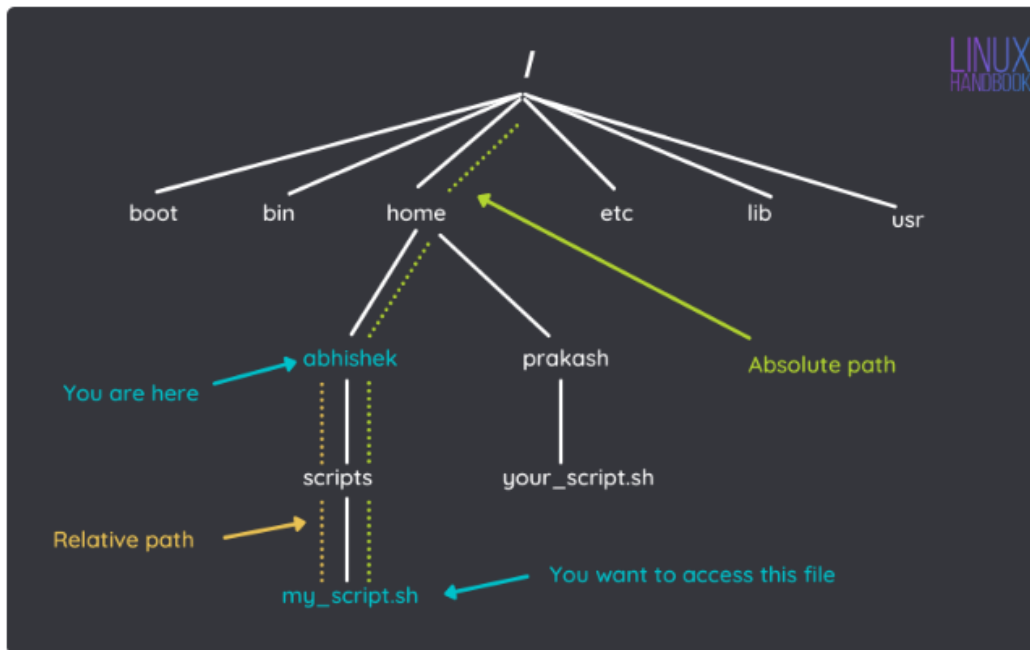 /
LINUX
HANDBOOK
boot bin home etc lib usr
abhishek prakash Absolute path
You are here
scripts your_script.sh
Relative path
You want to access this file
my_script.sh